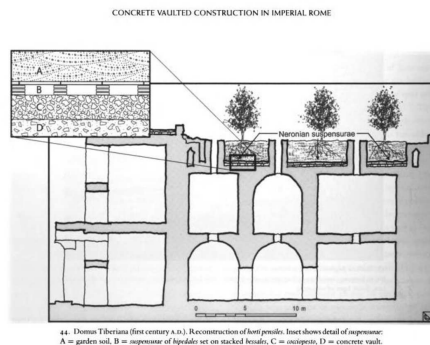 CONCRETE VAULTED CONSTRUCTION IN IMPERIAL ROME
A
B
C
D
Neronian suspensurae
0 5 10 m
44. Domus Tiberiana (first century A.D.). Reconstruction of horti pensiles. Inset shows detail of suspensurae:
A = garden soil, B = suspensurae of bipedales set on stacked bessales, C = cocciopesto, D = concrete vault.